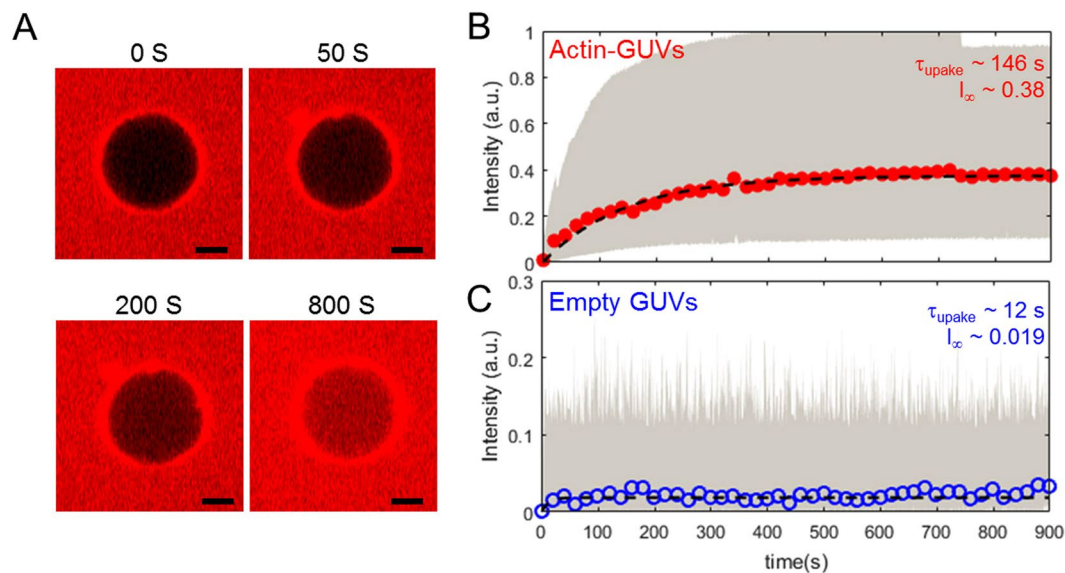 A
0 S
50 S
200 S
800 S
B
Actin-GUVs
τupake ~ 146 s
I∞ ~ 0.38
Intensity (a.u.)
1
0.8
0.6
0.4
0.2
0
C
Empty GUVs
τupake ~ 12 s
I∞ ~ 0.019
Intensity (a.u.)
0.3
0.2
0.1
0
0 100 200 300 400 500 600 700 800 900
time(s)